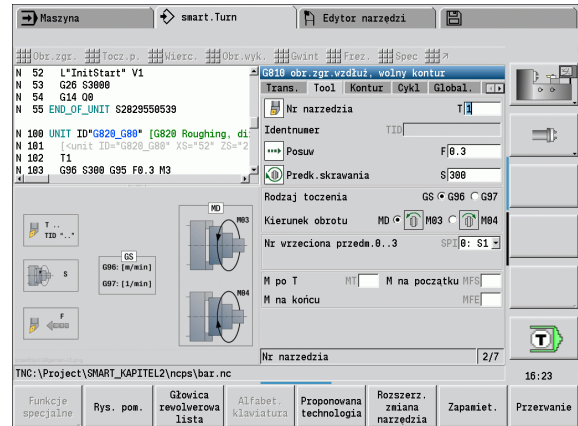 Maszyna
smart.Turn
Edytor narzędzi
Obr.zgr.
Tocz.p.
Wierc.
Obr.wyk.
Gwint
Frez.
Spec
N 52 L"InitStart" V1
N 53 G26 S3000
N 54 G14 Q0
N 55 END_OF_UNIT S2829550539
N 100 UNIT ID"G820_G80" [G820 Roughing, di
N 101 [<unit ID="G820_G80" XS="52" ZS="2
N 102 T1
N 103 G96 S300 G95 F0.3 M3
G810 obr.zgr.wzdłuż, wolny kontur
Trans. Tool Kontur Cykl Global.
Nr narzedzia T 1
Identnumer TID
Posuw F 0.3
Predk.skrawania S 300
Rodzaj toczenia GS G96 G97
Kierunek obrotu MD M03 M04
Nr wrzeciona przedm.0..3 SPI 0: S1
M po T MT M na początku MFS
M na końcu MFE
Nr narzedzia 2/7
T ..
TID ".."
S
F
GS
G96: [m/min]
G97: [1/min]
MD
M03
M04
T
TNC:\Project\SMART_KAPITEL2\ncps\bar.nc
16:23
Funkcje specjalne
Rys. pom.
Głowica rewolwerowa lista
Alfabet. klawiatura
Proponowana technologia
Rozszerz. zmiana narzędzia
Zapamiet.
Przerwanie